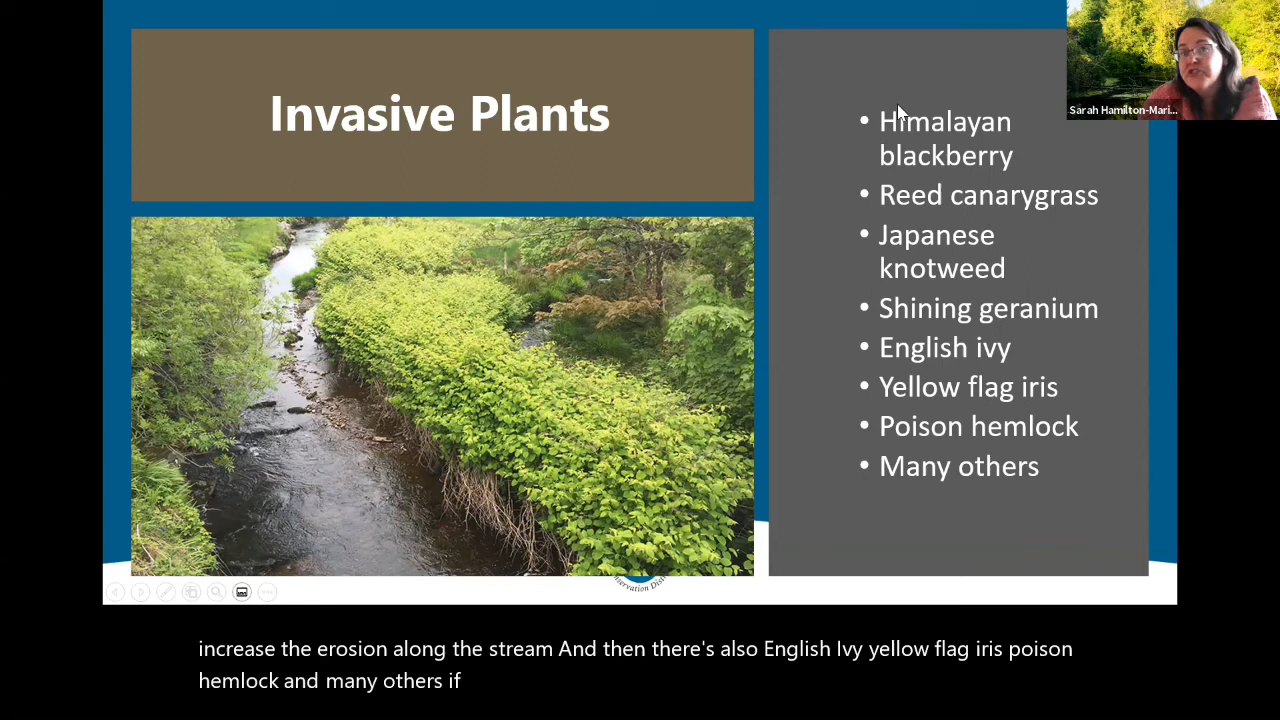 Invasive Plants
Sarah Hamilton-Mari...
• Himalayan
blackberry
• Reed canarygrass
• Japanese
knotweed
• Shining geranium
• English ivy
• Yellow flag iris
• Poison hemlock
• Many others
increase the erosion along the stream And then there's also English Ivy yellow flag iris poison
hemlock and many others if